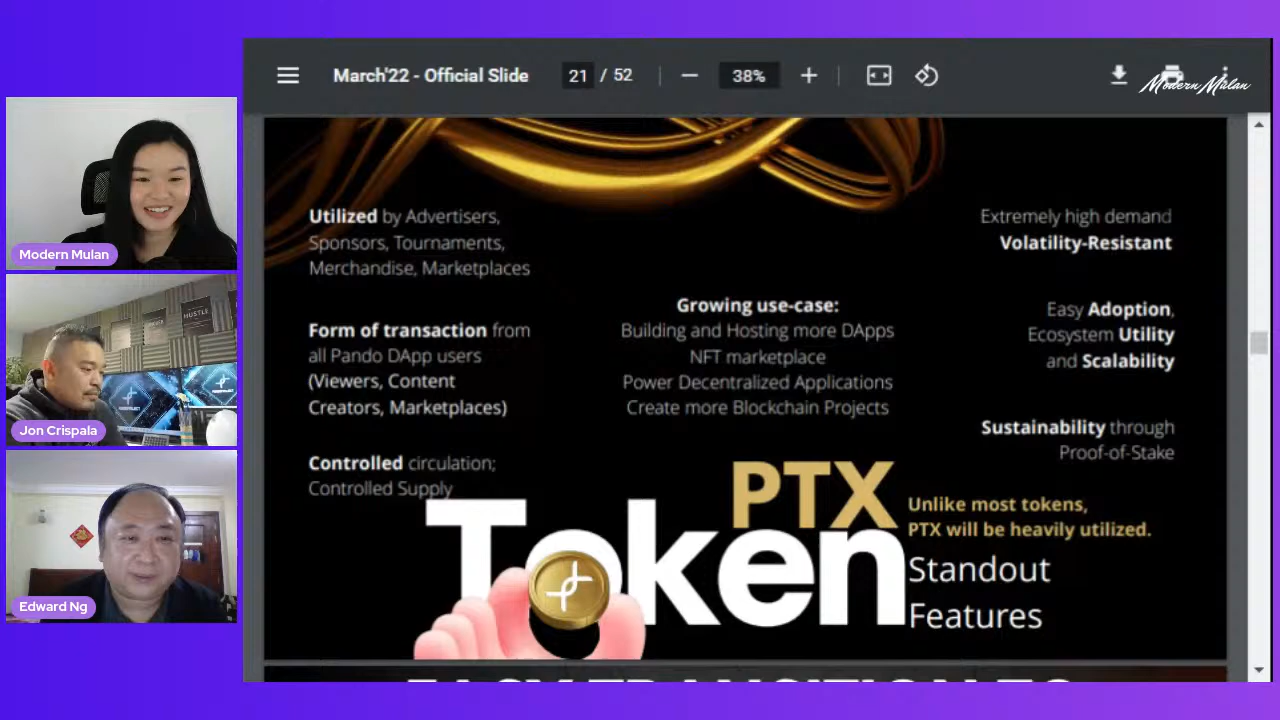 March'22 - Official Slide
21 / 52
38%
Modern Mulan
Modern Mulan
HUSTLE
Jon Crispala
Edward Ng
Utilized by Advertisers,
Sponsors, Tournaments,
Merchandise, Marketplaces
Form of transaction from
all Pando DApp users
(Viewers, Content
Creators, Marketplaces)
Controlled circulation;
Controlled Supply
Growing use-case:
Building and Hosting more DApps
NFT marketplace
Power Decentralized Applications
Create more Blockchain Projects
Extremely high demand
Volatility-Resistant
Easy Adoption,
Ecosystem Utility
and Scalability
Sustainability through
Proof-of-Stake
PTX
Token
Unlike most tokens,
PTX will be heavily utilized.
Standout
Features
EASY TRANSITION TO